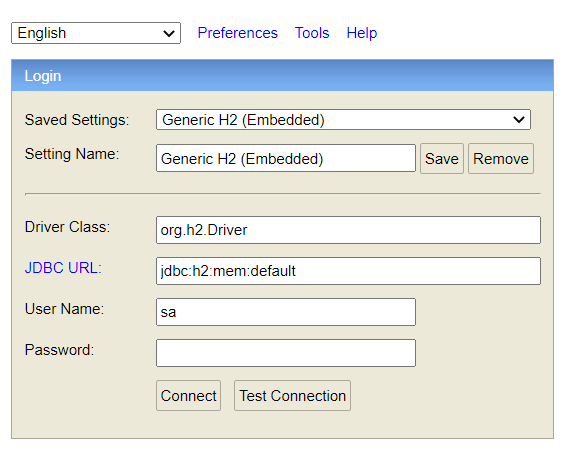 English Preferences Tools Help
Login
Saved Settings: Generic H2 (Embedded)
Setting Name: Generic H2 (Embedded) Save Remove
Driver Class: org.h2.Driver
JDBC URL: jdbc:h2:mem:default
User Name: sa
Password:
Connect Test Connection